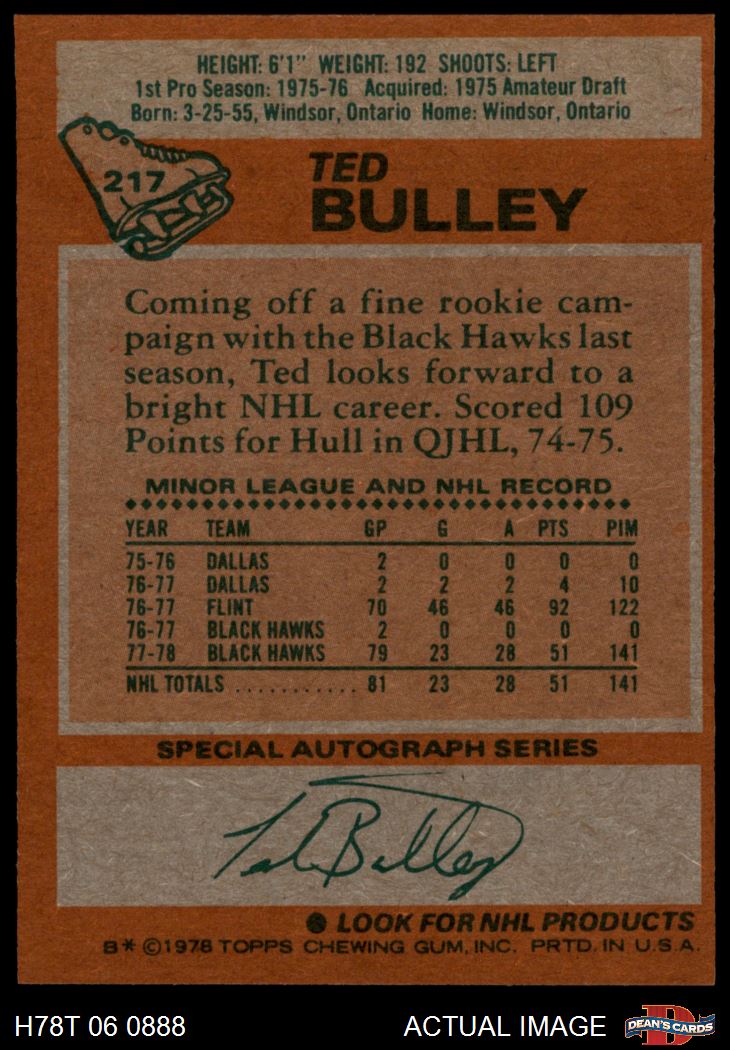 HEIGHT: 6'1" WEIGHT: 192 SHOOTS: LEFT
1st Pro Season: 1975-76 Acquired: 1975 Amateur Draft
Born: 3-25-55, Windsor, Ontario Home: Windsor, Ontario
217
TED
BULLEY
Coming off a fine rookie cam-
paign with the Black Hawks last
season, Ted looks forward to a
bright NHL career. Scored 109
Points for Hull in QJHL, 74-75.
MINOR LEAGUE AND NHL RECORD
YEAR TEAM GP G A PTS PIM
75-76 DALLAS 2 0 0 0 0
76-77 DALLAS 2 2 2 4 10
76-77 FLINT 70 46 46 92 122
76-77 BLACK HAWKS 2 0 0 0 0
77-78 BLACK HAWKS 79 23 28 51 141
NHL TOTALS ............ 81 23 28 51 141
SPECIAL AUTOGRAPH SERIES
Ted Bulley
LOOK FOR NHL PRODUCTS
B* ©1978 TOPPS CHEWING GUM, INC. PRTD. IN U.S.A.
H78T 06 0888 ACTUAL IMAGE
D
DEAN'S CARDS